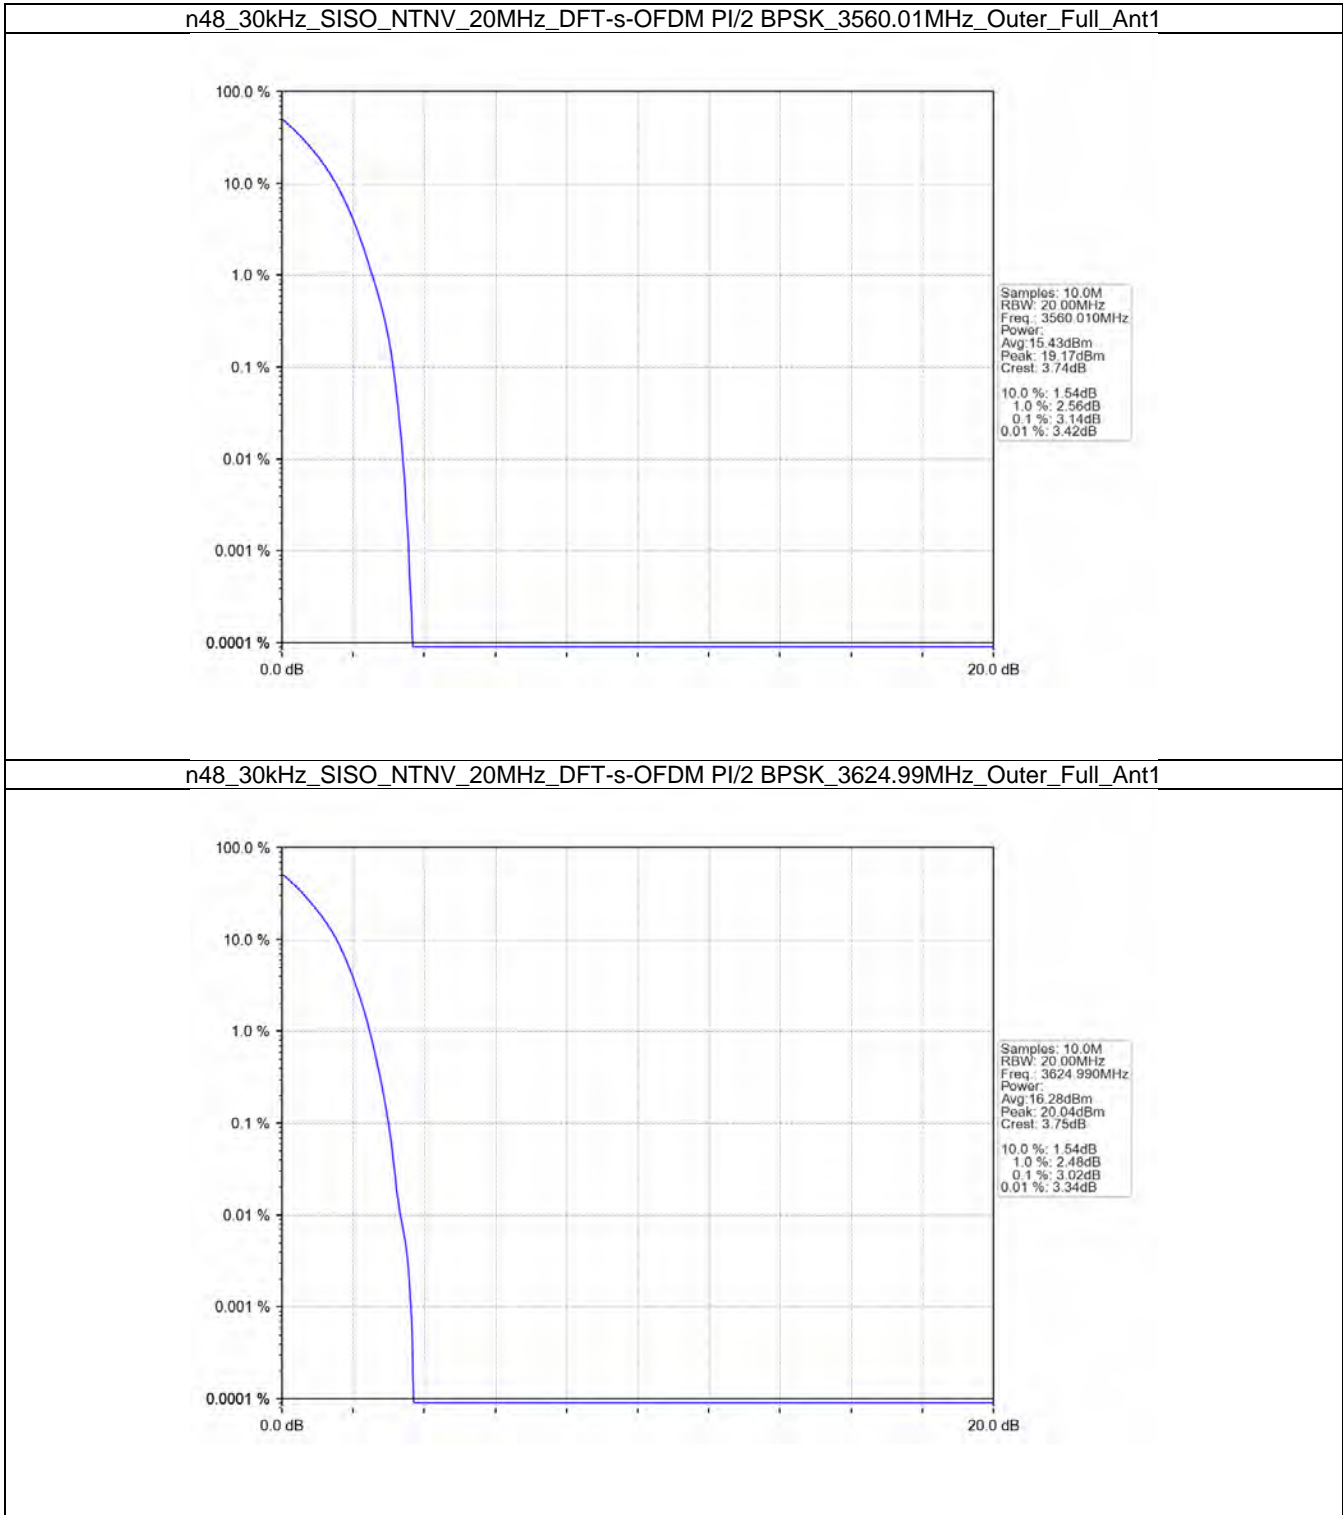 n48_30kHz_SISO_NTNV_20MHz_DFT-s-OFDM PI/2 BPSK_3560.01MHz_Outer_Full_Ant1
100.0 %
10.0 %
1.0 %
0.1 %
0.01 %
0.001 %
0.0001 %
0.0 dB
20.0 dB
Samples: 10.0M
RBW: 20.00MHz
Freq.: 3560.010MHz
Power:
Avg:15.43dBm
Peak: 19.17dBm
Crest: 3.74dB
10.0 %: 1.54dB
1.0 %: 2.56dB
0.1 %: 3.14dB
0.01 %: 3.42dB
n48_30kHz_SISO_NTNV_20MHz_DFT-s-OFDM PI/2 BPSK_3624.99MHz_Outer_Full_Ant1
100.0 %
10.0 %
1.0 %
0.1 %
0.01 %
0.001 %
0.0001 %
0.0 dB
20.0 dB
Samples: 10.0M
RBW: 20.00MHz
Freq.: 3624.990MHz
Power:
Avg:16.28dBm
Peak: 20.04dBm
Crest: 3.75dB
10.0 %: 1.54dB
1.0 %: 2.48dB
0.1 %: 3.02dB
0.01 %: 3.34dB